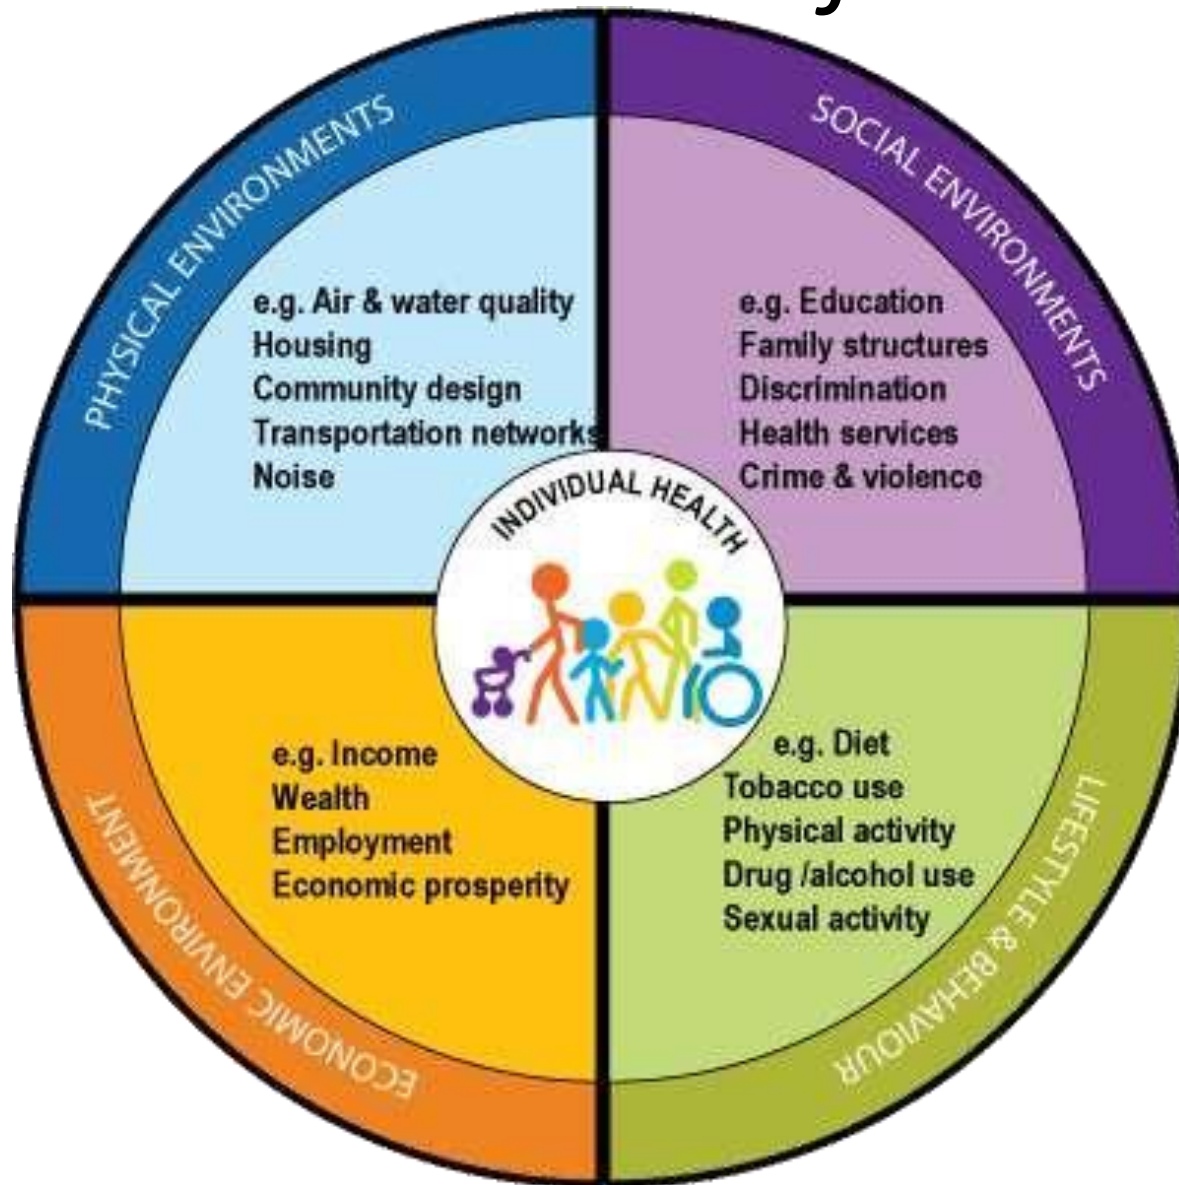 PHYSICAL ENVIRONMENTS
e.g. Air & water quality
Housing
Community design
Transportation networks
Noise
SOCIAL ENVIRONMENTS
e.g. Education
Family structures
Discrimination
Health services
Crime & violence
INDIVIDUAL HEALTH
ECONOMIC ENVIRONMENT
e.g. Income
Wealth
Employment
Economic prosperity
LIFESTYLE & BEHAVIOUR
e.g. Diet
Tobacco use
Physical activity
Drug /alcohol use
Sexual activity